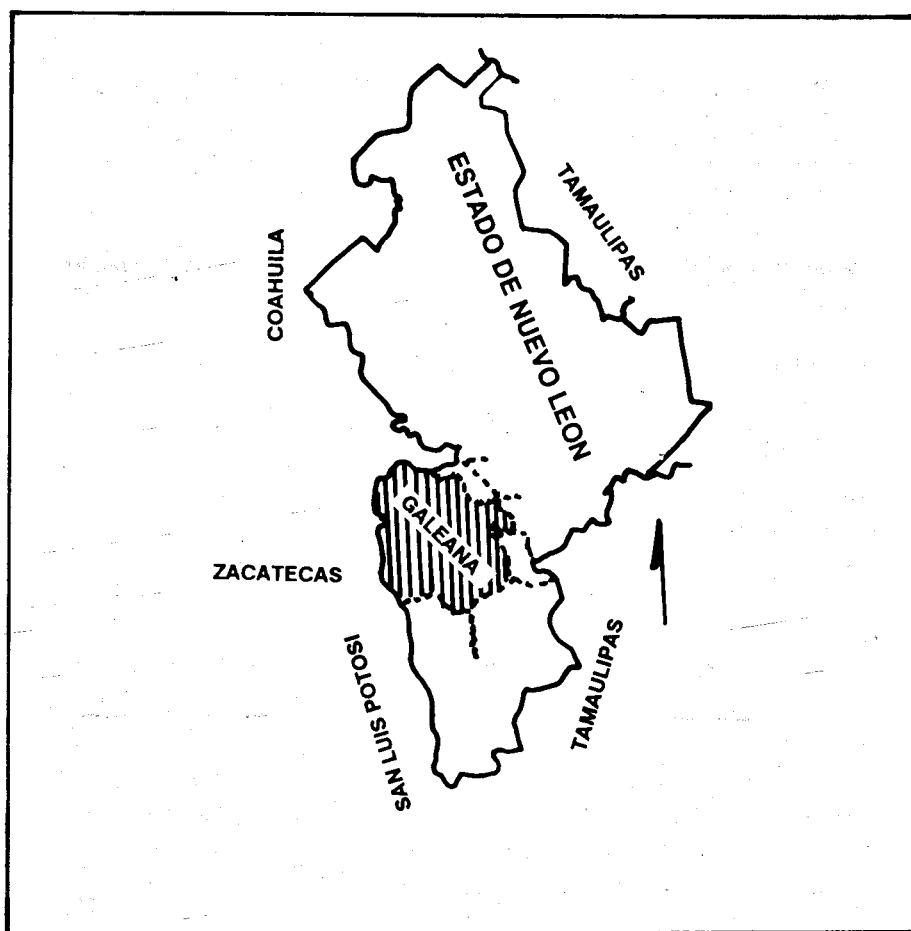 TAMAULIPAS
ESTADO DE NUEVO LEON
COAHUILA
GALEANA
ZACATECAS
SAN LUIS POTOSI
TAMAULIPAS